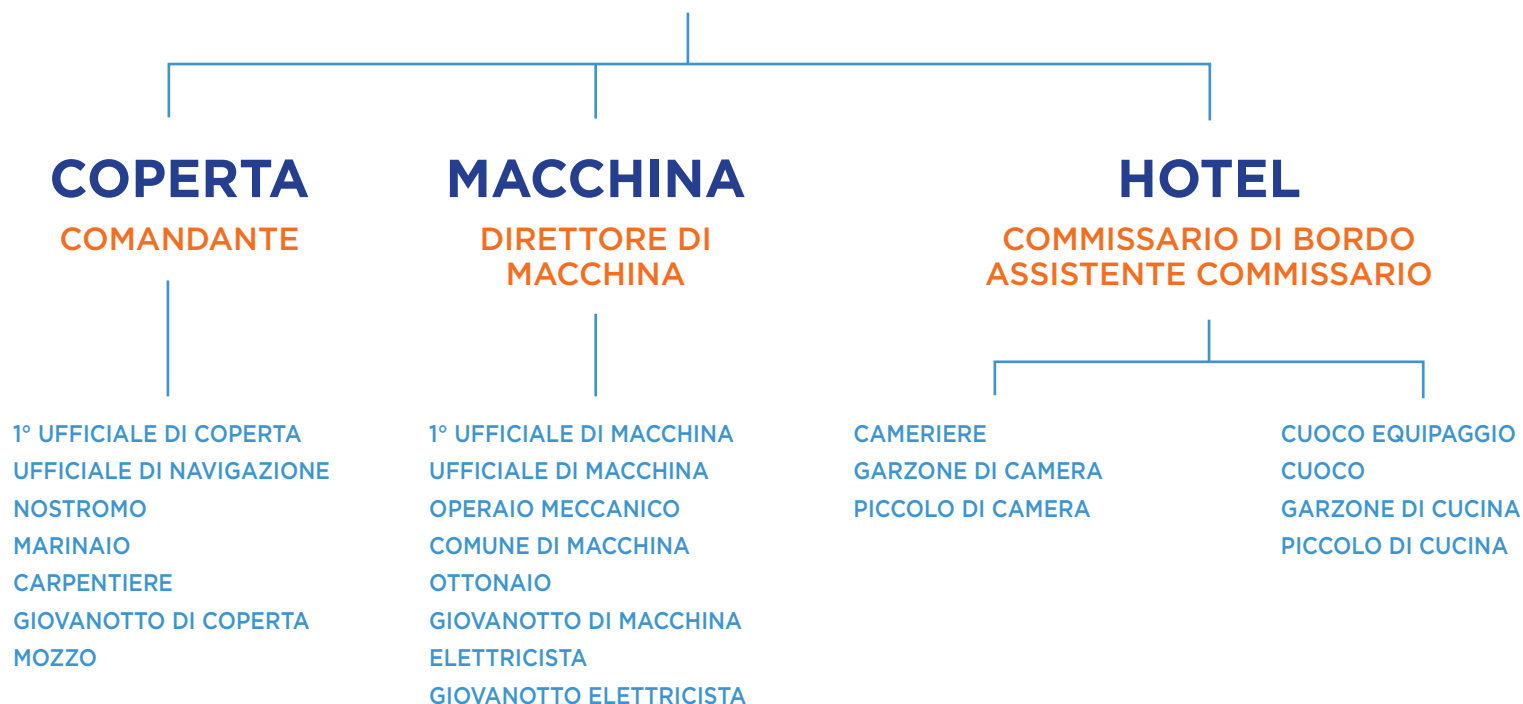 COPERTA
COMANDANTE
1° UFFICIALE DI COPERTA
UFFICIALE DI NAVIGAZIONE
NOSTROMO
MARINAIO
CARPENTIERE
GIOVANOTTO DI COPERTA
MOZZO
MACCHINA
DIRETTORE DI
MACCHINA
1° UFFICIALE DI MACCHINA
UFFICIALE DI MACCHINA
OPERAIO MECCANICO
COMUNE DI MACCHINA
OTTONAIO
GIOVANOTTO DI MACCHINA
ELETTRICISTA
GIOVANOTTO ELETTRICISTA
HOTEL
COMMISSARIO DI BORDO
ASSISTENTE COMMISSARIO
CAMERIERE
GARZONE DI CAMERA
PICCOLO DI CAMERA
CUOCO EQUIPAGGIO
CUOCO
GARZONE DI CUCINA
PICCOLO DI CUCINA